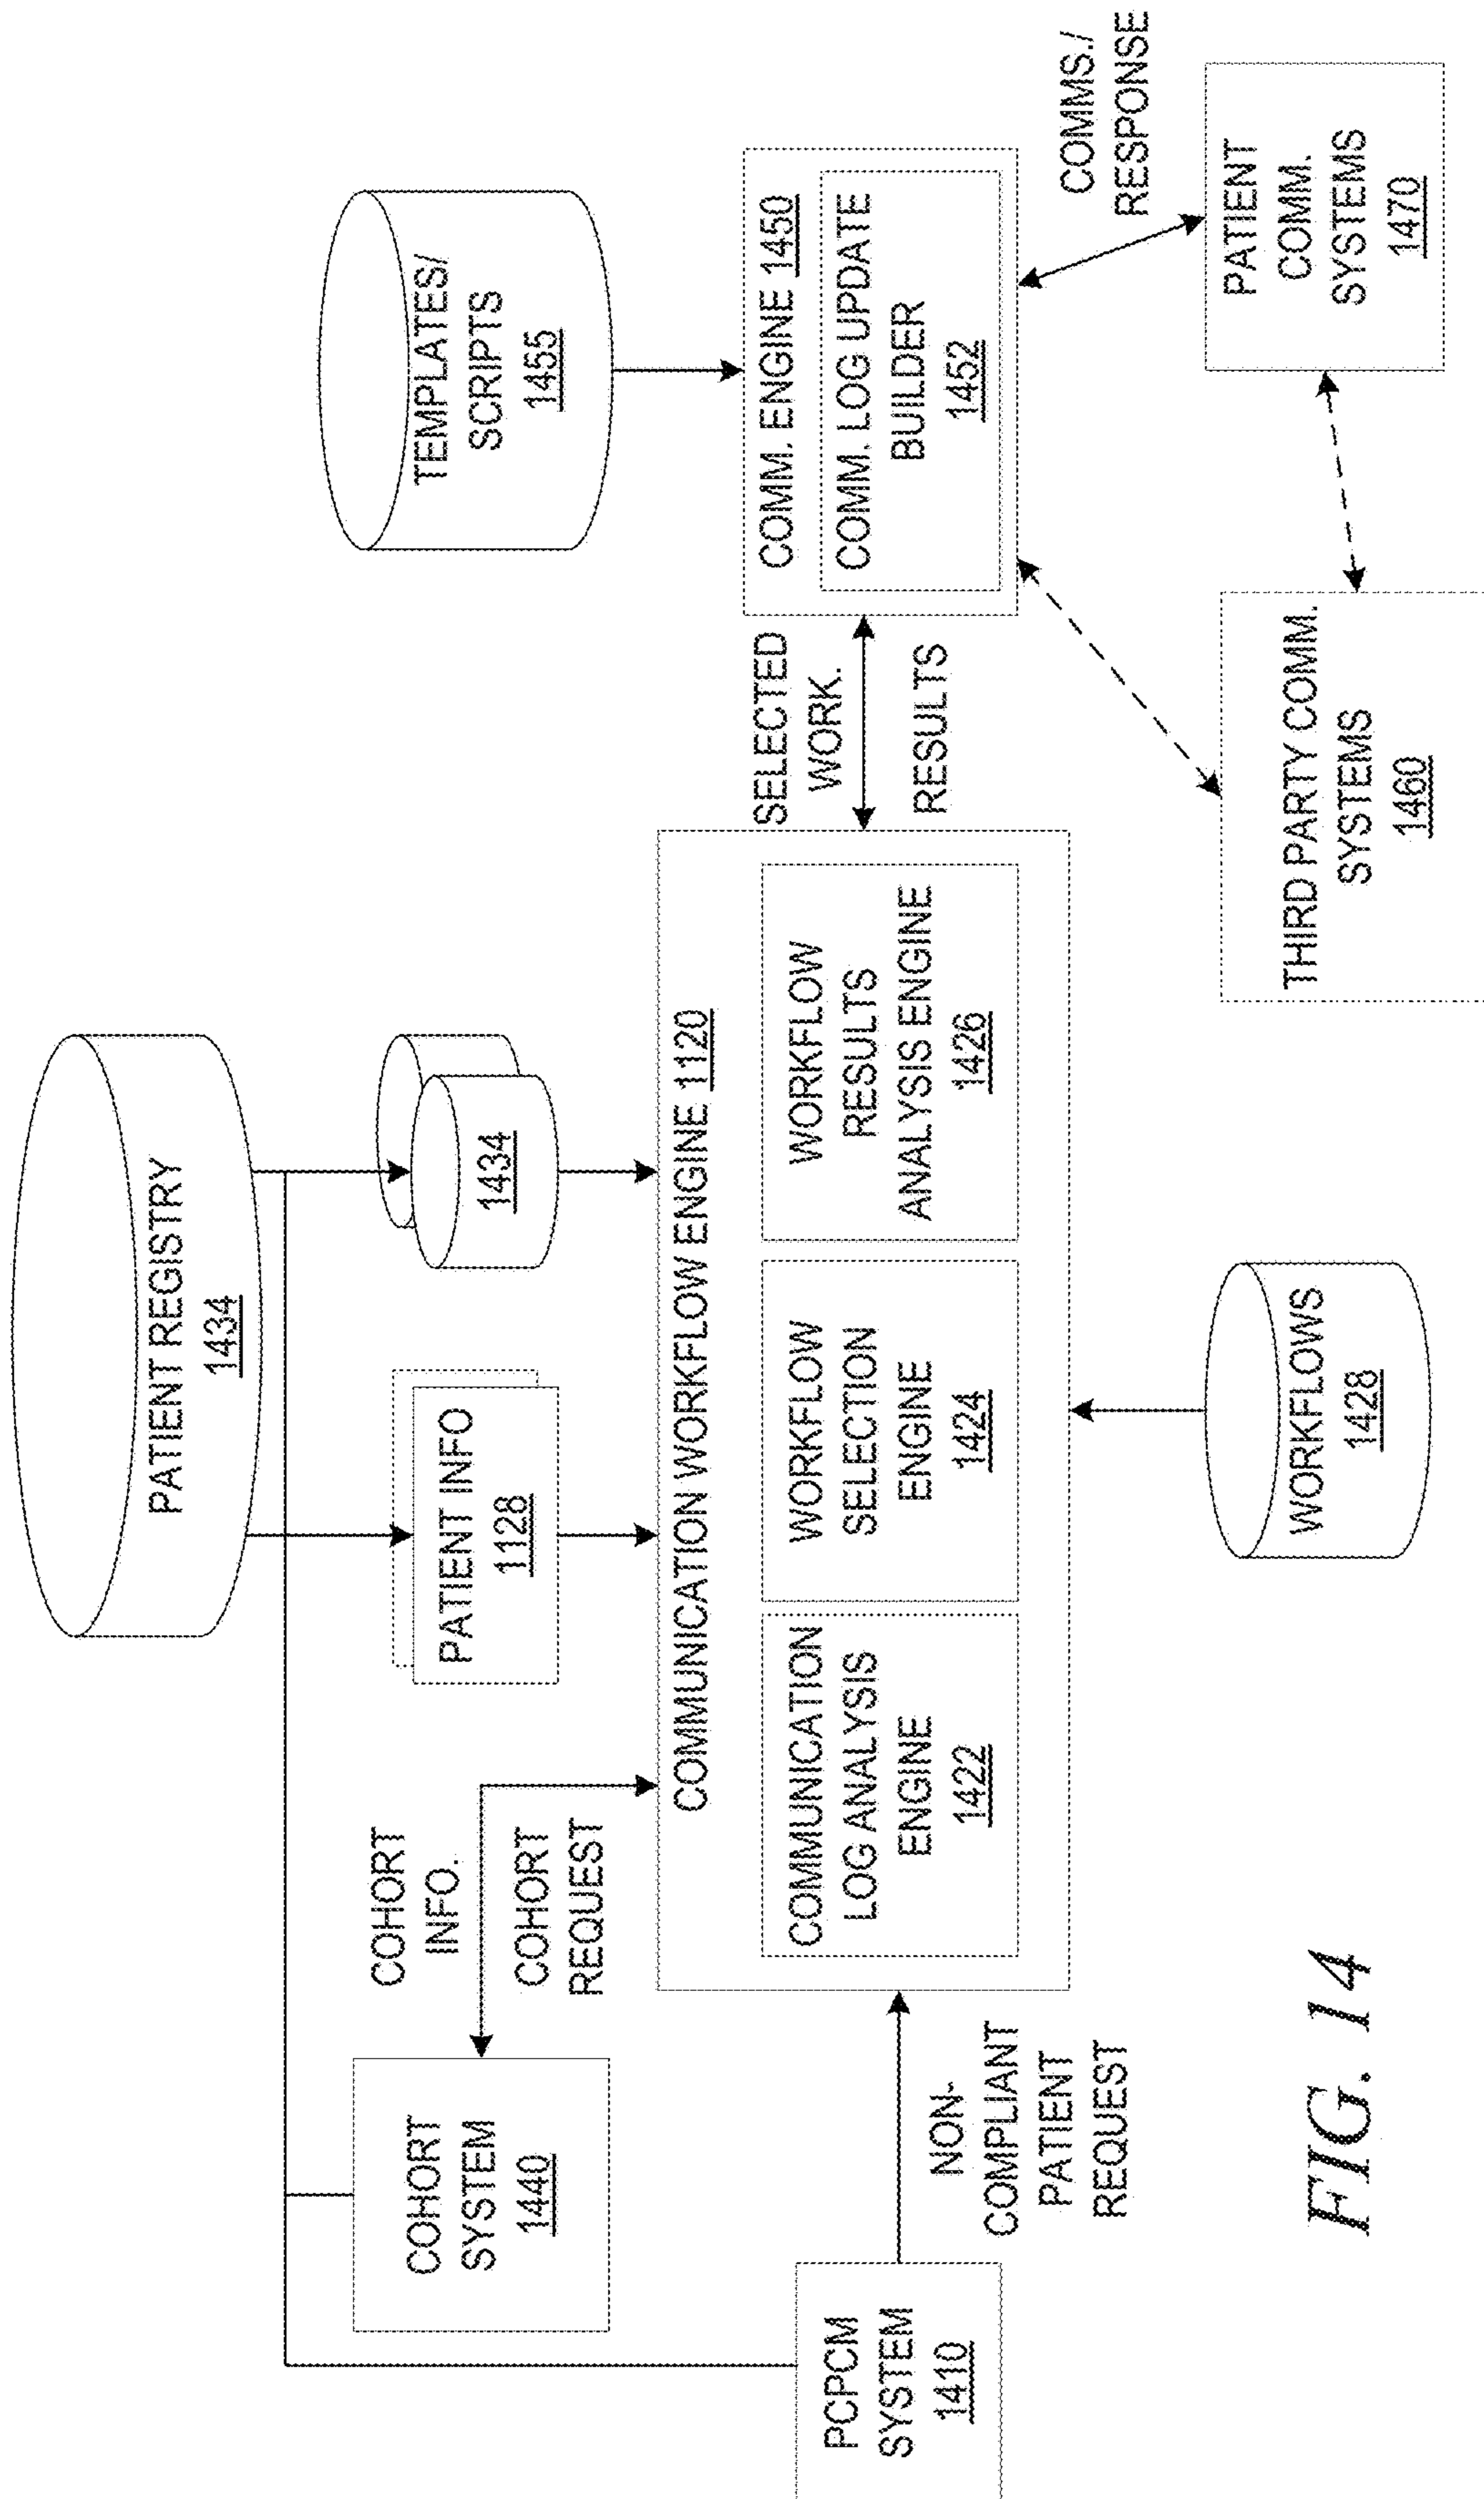 PATIENT REGISTRY
1434
COHORT
SYSTEM
1440
COHORT
INFO.
COHORT
REQUEST
PATIENT INFO
1128
1434
TEMPLATES/
SCRIPTS
1455
PCPCM
SYSTEM
1410
NON-
COMPLIANT
PATIENT
REQUEST
COMMUNICATION WORKFLOW ENGINE 1120
COMMUNICATION
LOG ANALYSIS
ENGINE
1422
WORKFLOW
SELECTION
ENGINE
1424
WORKFLOW
RESULTS
ANALYSIS ENGINE
1426
SELECTED
WORK.
RESULTS
COMM. ENGINE 1450
COMM. LOG UPDATE
BUILDER
1452
COMMS./
RESPONSE
WORKFLOWS
1428
THIRD PARTY COMM.
SYSTEMS
1460
PATIENT
COMM.
SYSTEMS
1470
FIG. 14